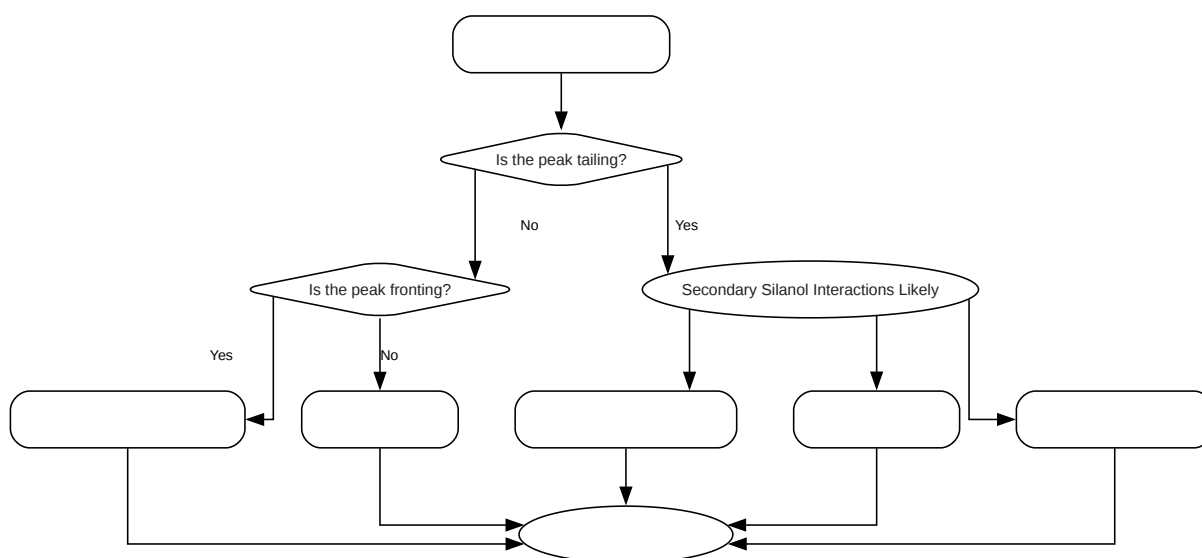 Is the peak tailing?
No
Yes
Is the peak fronting?
Secondary Silanol Interactions Likely
Yes
No